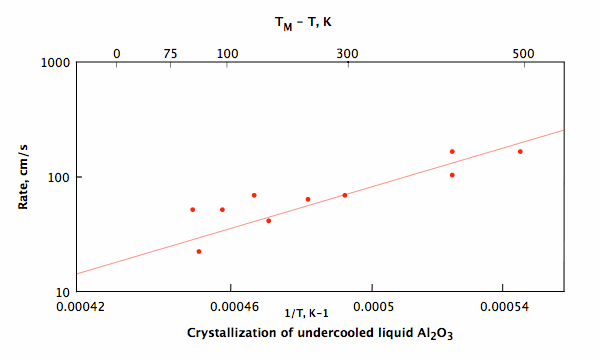 T_M – T, K
0 75 100 300 500
1000
100
10
Rate, cm/s
0.00042 0.00046 0.0005 0.00054
1/T, K-1
Crystallization of undercooled liquid Al₂O₃